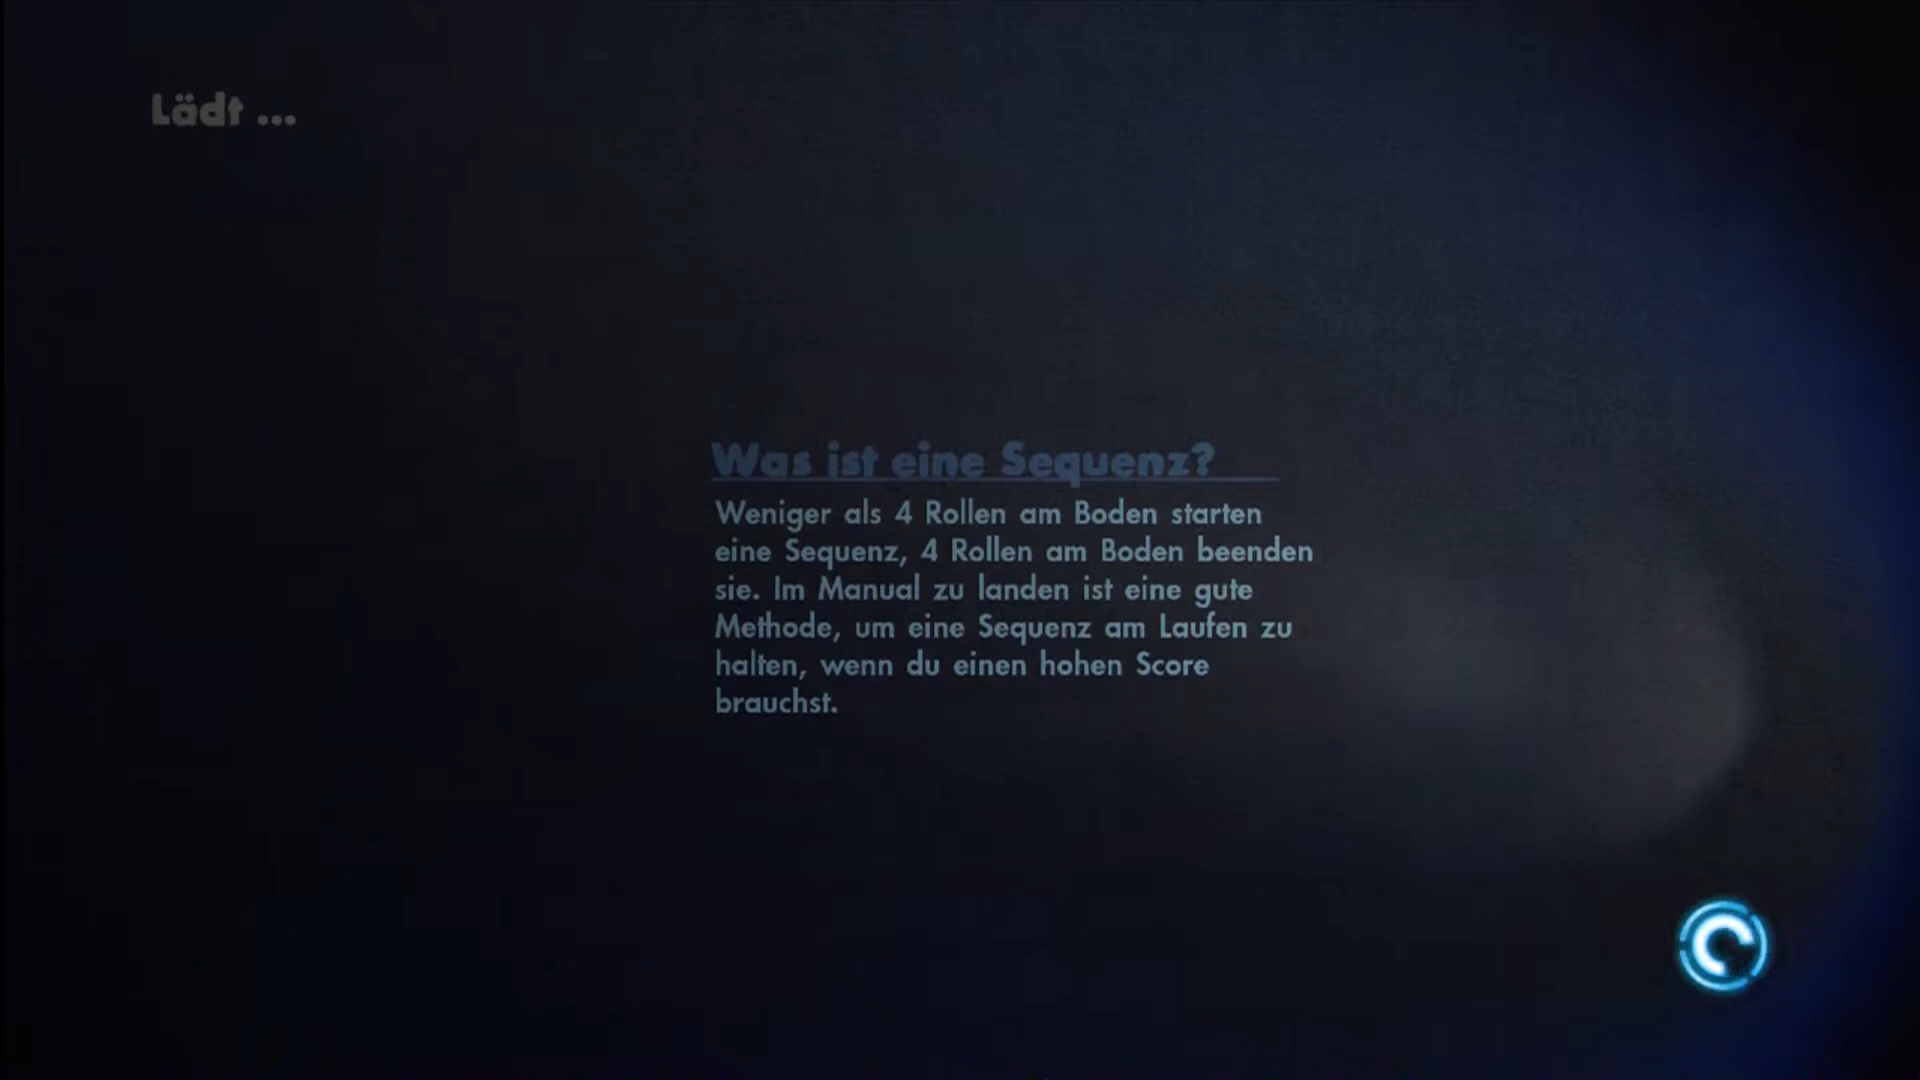 Lädt ...
Was ist eine Sequenz?
Weniger als 4 Rollen am Boden starten
eine Sequenz, 4 Rollen am Boden beenden
sie. Im Manual zu landen ist eine gute
Methode, um eine Sequenz am Laufen zu
halten, wenn du einen hohen Score
brauchst.